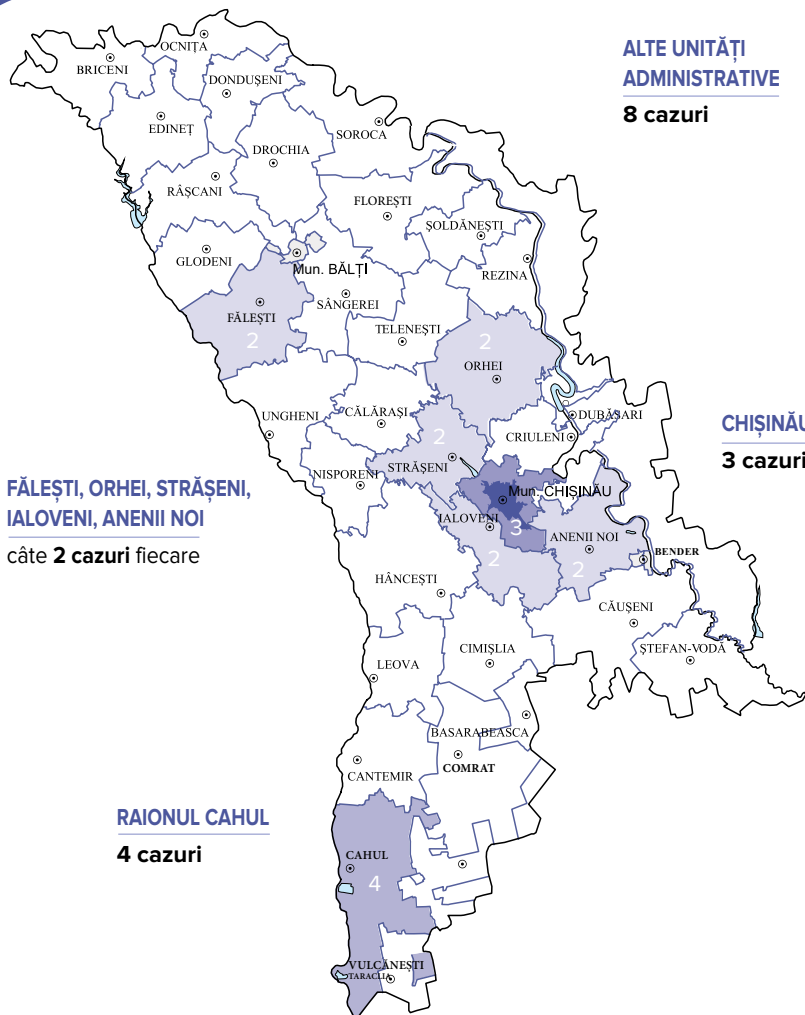 ALTE UNITĂȚI
ADMINISTRATIVE
8 cazuri
OCNIȚA
BRICENI
DONDUȘENI
EDINEȚ
SOROCA
DROCHIA
RÂȘCANI
FLOREȘTI
ȘOLDĂNEȘTI
GLODENI
Mun. BĂLȚI
REZINA
SÂNGEREI
FĂLEȘTI
2
TELENEȘTI
2
ORHEI
UNGHENI
CĂLĂRAȘI
DUBĂSARI
CRIULENI
2
STRĂȘENI
NISPORENI
CHIȘINĂU
3 cazuri
FĂLEȘTI, ORHEI, STRĂȘENI,
IALOVENI, ANENII NOI
câte 2 cazuri fiecare
Mun. CHIȘINĂU
IALOVENI
3
ANENII NOI
2
2
BENDER
HÂNCEȘTI
CĂUȘENI
CIMIȘLIA
ȘTEFAN-VODĂ
LEOVA
BASARABEASCA
COMRAT
CANTEMIR
RAIONUL CAHUL
4 cazuri
CAHUL
4
VULCĂNEȘTI
TARACLIA